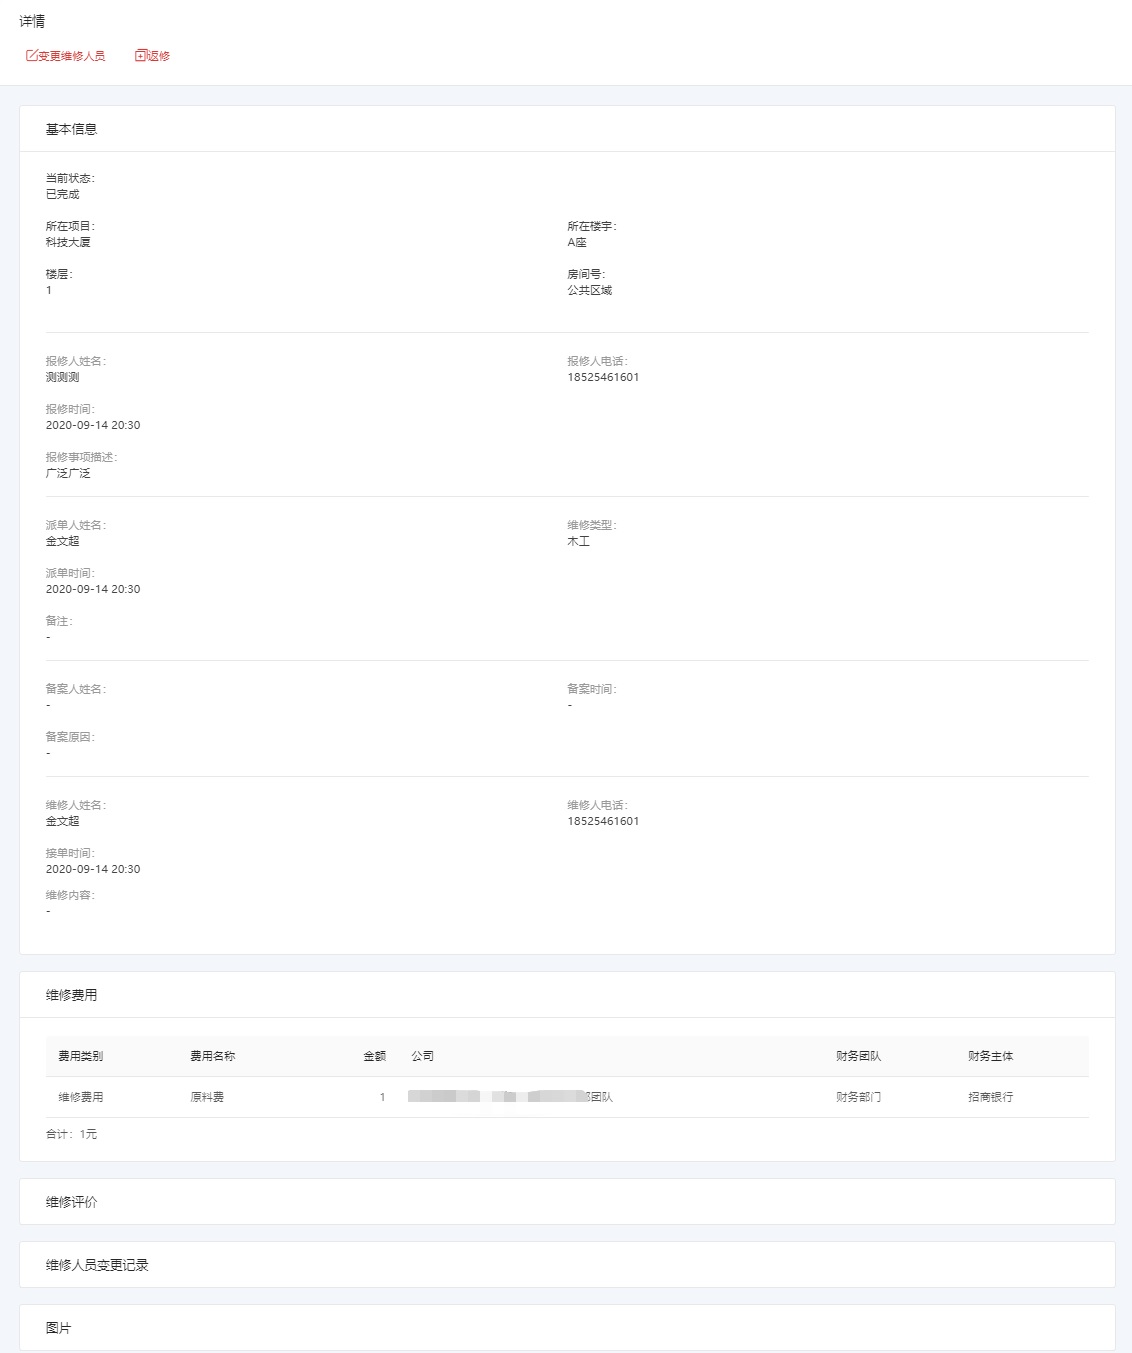 详情
变更维修人员 返修
基本信息
当前状态：
已完成
所在项目： 所在楼宇：
科技大厦 A座
楼层： 房间号：
1 公共区域
报修人姓名： 报修人电话：
测测测 18525461601
报修时间：
2020-09-14 20:30
报修事项描述：
广泛广泛
派单人姓名： 维修类型：
金文超 木工
派单时间：
2020-09-14 20:30
备注：
-
备案人姓名： 备案时间：
- -
备案原因：
-
维修人姓名： 维修人电话：
金文超 18525461601
接单时间：
2020-09-14 20:30
维修内容：
-
维修费用
费用类别 费用名称 金额 公司 财务团队 财务主体
维修费用 原料费 1 团队 财务部门 招商银行
合计：1元
维修评价
维修人员变更记录
图片